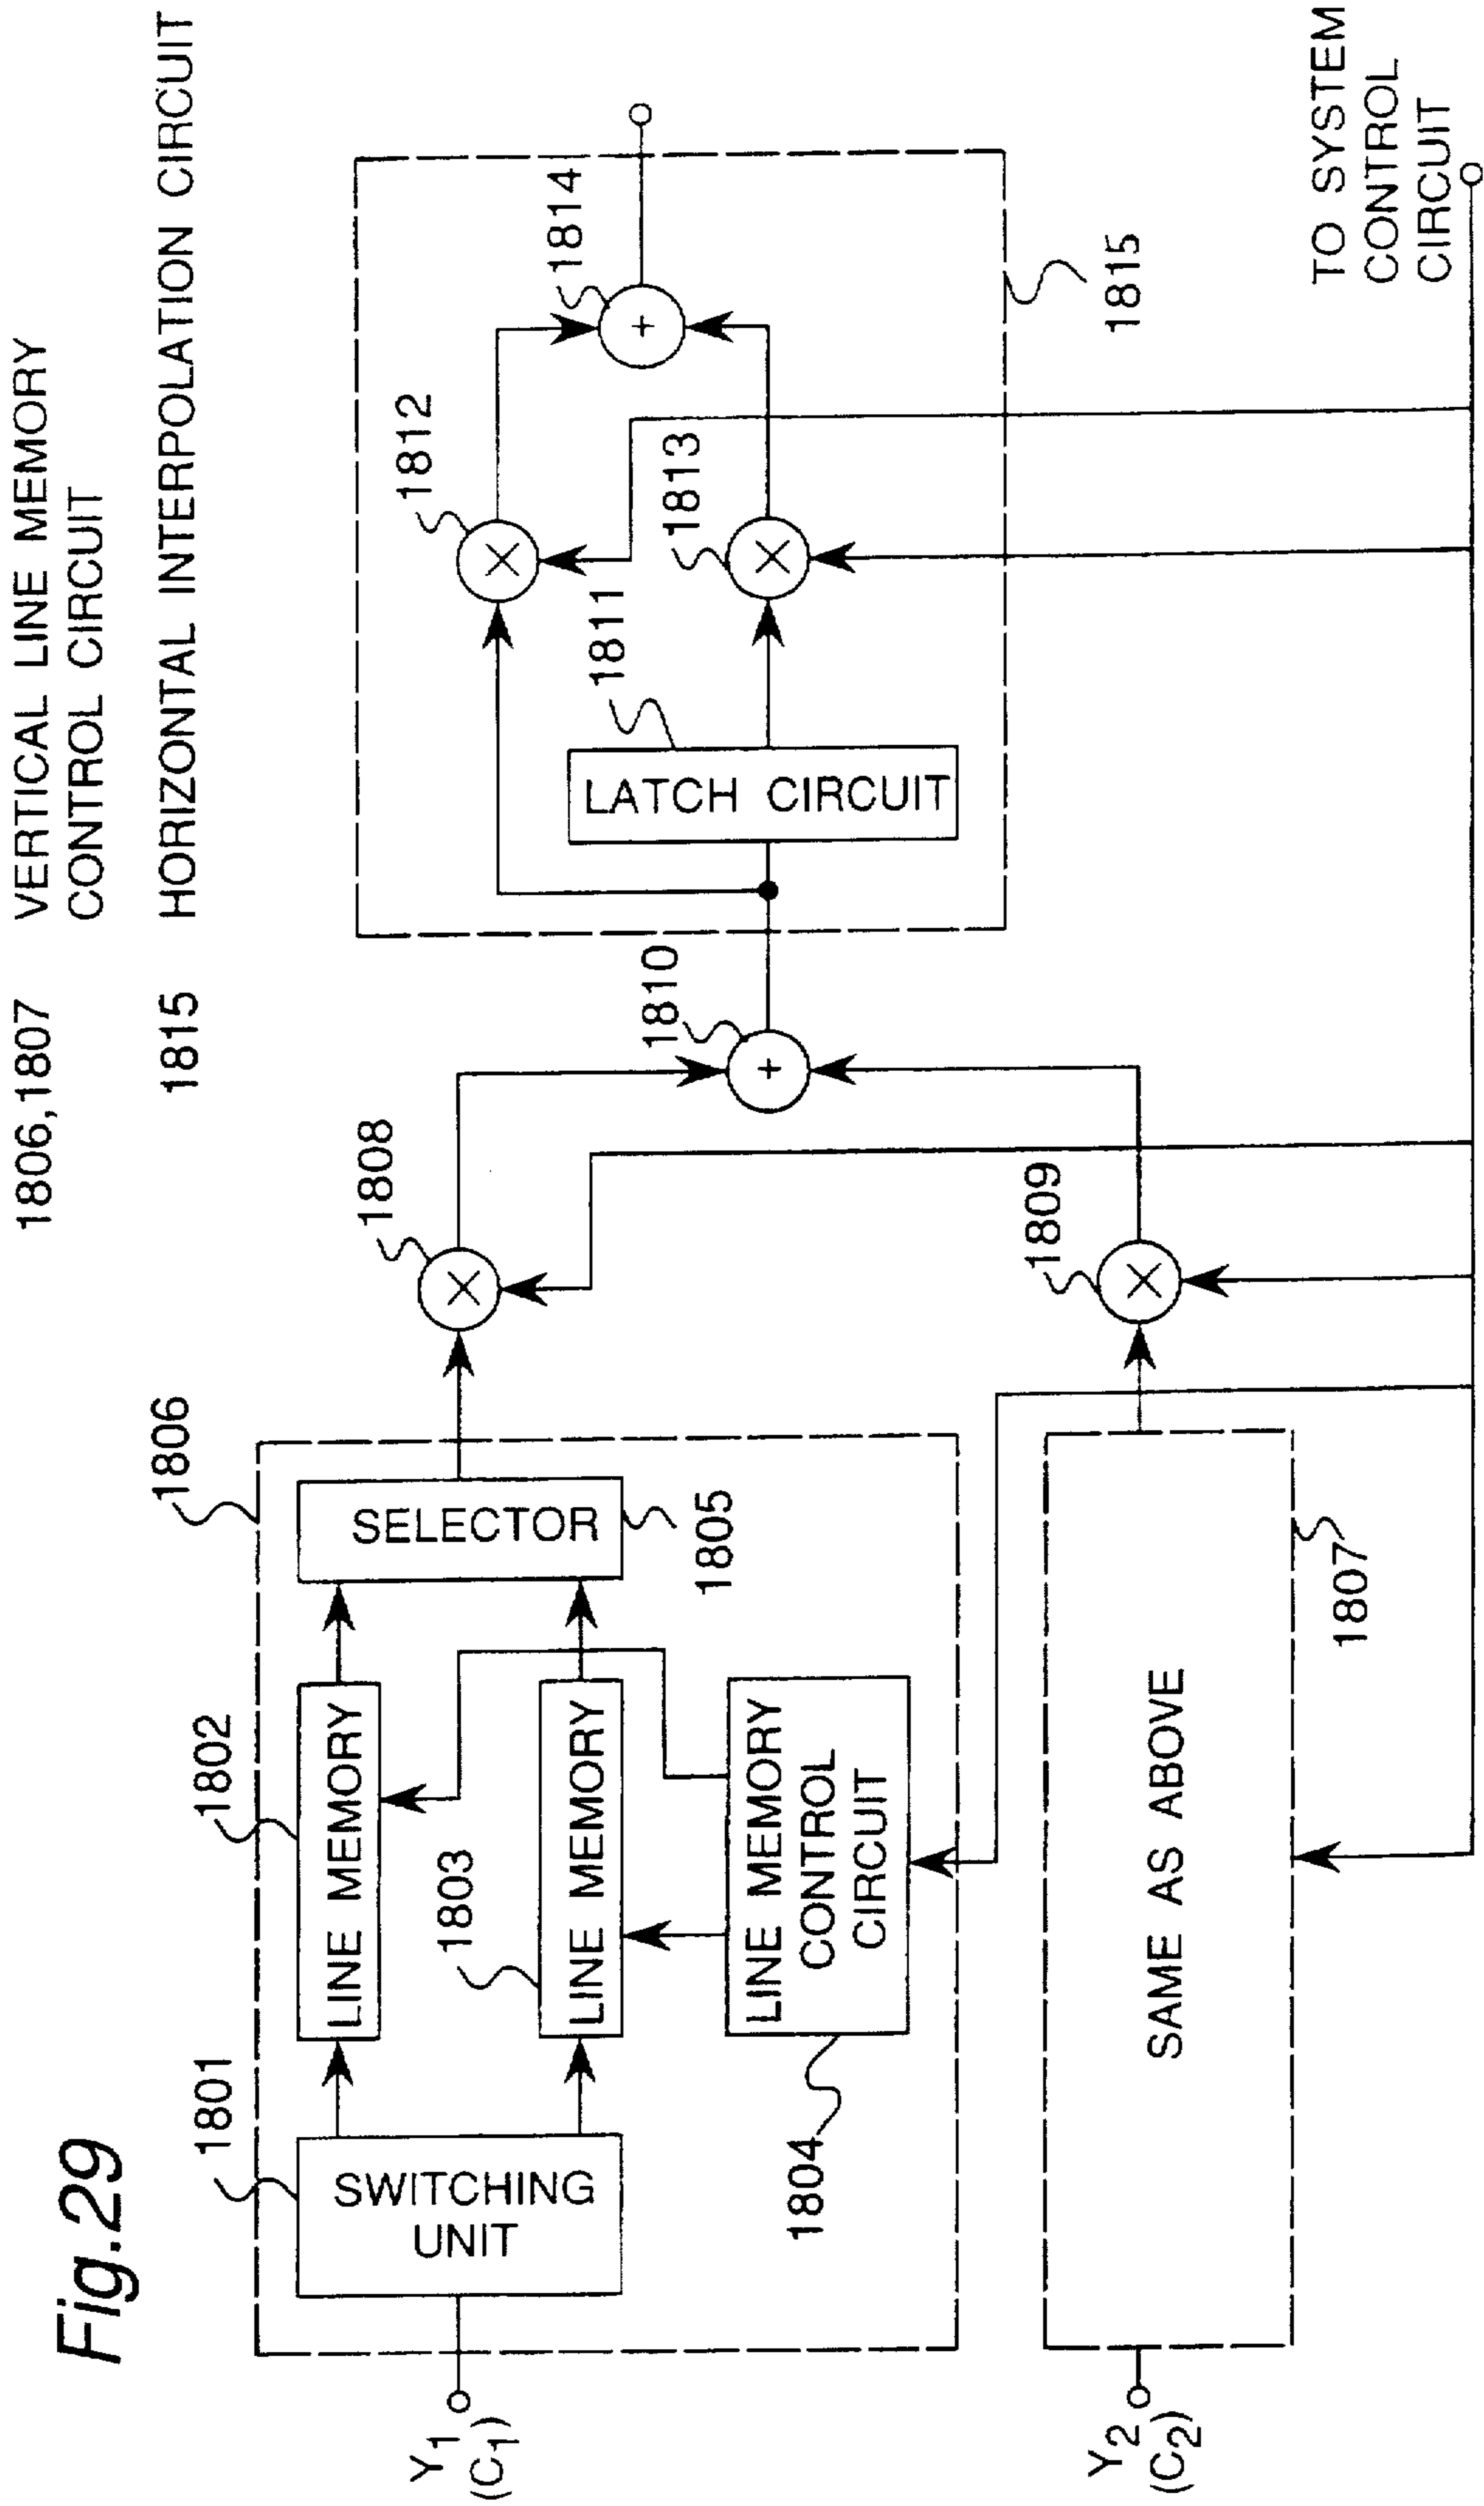 Fig.29
1806,1807 VERTICAL LINE MEMORY
CONTROL CIRCUIT
1815 HORIZONTAL INTERPOLATION CIRCUIT
1806
1801
1802
1808
1812
1814
Y1
(C1)
SWITCHING
UNIT
LINE MEMORY
SELECTOR
×
×
+
1803
LINE MEMORY
1805
1810
1811
1813
LATCH CIRCUIT
+
×
1804
LINE MEMORY
CONTROL
CIRCUIT
1809
1815
Y2
(C2)
SAME AS ABOVE
×
1807
TO SYSTEM
CONTROL
CIRCUIT